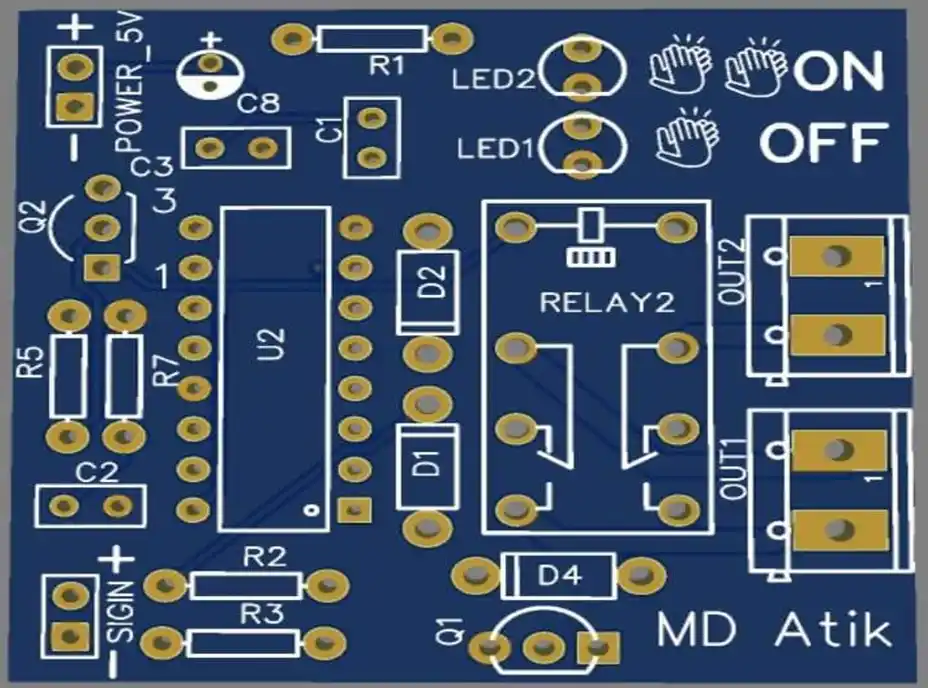 +
POWER_5V
-
+
C8
C3
R1
C1
LED2
ON
LED1
OFF
Q2
3
1
R5
R7
U2
D2
RELAY2
OUT2
1
D1
OUT1
1
C2
+
SIGIN
-
R2
R3
D4
Q1
MD Atik